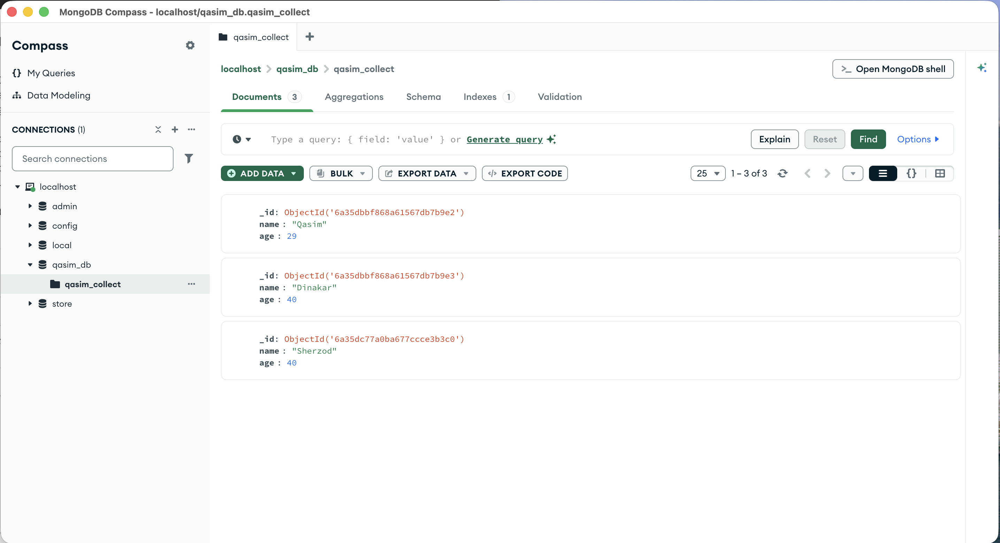 MongoDB Compass - localhost/qasim_db.qasim_collect
Compass
My Queries
Data Modeling
CONNECTIONS (1)
Search connections
localhost
admin
config
local
qasim_db
qasim_collect
store
qasim_collect
localhost > qasim_db > qasim_collect
>_ Open MongoDB shell
Documents 3 Aggregations Schema Indexes 1 Validation
Type a query: { field: 'value' } or Generate query
Explain Reset Find Options
ADD DATA BULK EXPORT DATA </> EXPORT CODE
25 1 – 3 of 3 {}
_id: ObjectId('6a35dbbf868a61567db7b9e2')
name : "Qasim"
age : 29
_id: ObjectId('6a35dbbf868a61567db7b9e3')
name : "Dinakar"
age : 40
_id: ObjectId('6a35dc77a0ba677ccce3b3c0')
name : "Sherzod"
age : 40